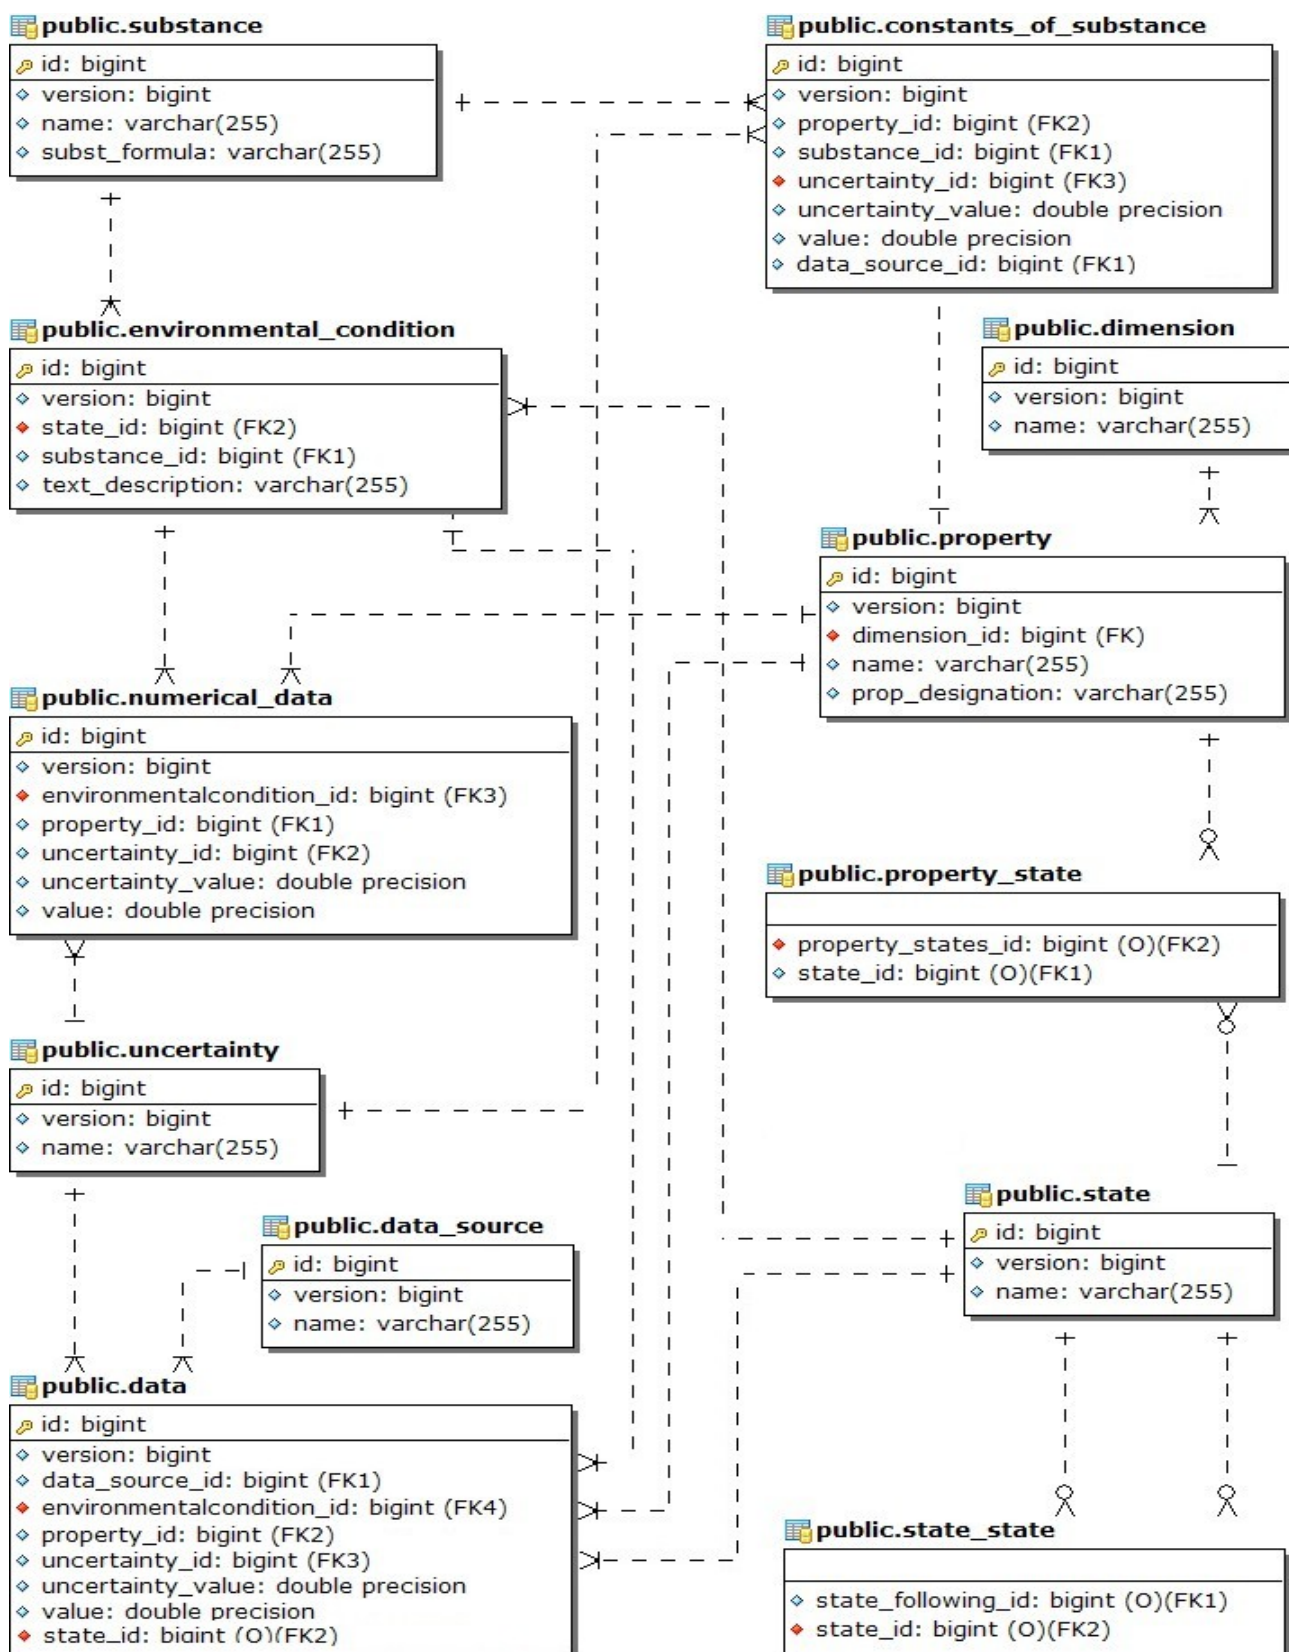 public.substance
id: bigint
version: bigint
name: varchar(255)
subst_formula: varchar(255)
public.constants_of_substance
id: bigint
version: bigint
property_id: bigint (FK2)
substance_id: bigint (FK1)
uncertainty_id: bigint (FK3)
uncertainty_value: double precision
value: double precision
data_source_id: bigint (FK1)
public.environmental_condition
id: bigint
version: bigint
state_id: bigint (FK2)
substance_id: bigint (FK1)
text_description: varchar(255)
public.dimension
id: bigint
version: bigint
name: varchar(255)
public.property
id: bigint
version: bigint
dimension_id: bigint (FK)
name: varchar(255)
prop_designation: varchar(255)
public.numerical_data
id: bigint
version: bigint
environmentalcondition_id: bigint (FK3)
property_id: bigint (FK1)
uncertainty_id: bigint (FK2)
uncertainty_value: double precision
value: double precision
public.property_state
property_states_id: bigint (O)(FK2)
state_id: bigint (O)(FK1)
public.uncertainty
id: bigint
version: bigint
name: varchar(255)
public.state
id: bigint
version: bigint
name: varchar(255)
public.data_source
id: bigint
version: bigint
name: varchar(255)
public.data
id: bigint
version: bigint
data_source_id: bigint (FK1)
environmentalcondition_id: bigint (FK4)
property_id: bigint (FK2)
uncertainty_id: bigint (FK3)
uncertainty_value: double precision
value: double precision
state_id: bigint (O)(FK2)
public.state_state
state_following_id: bigint (O)(FK1)
state_id: bigint (O)(FK2)